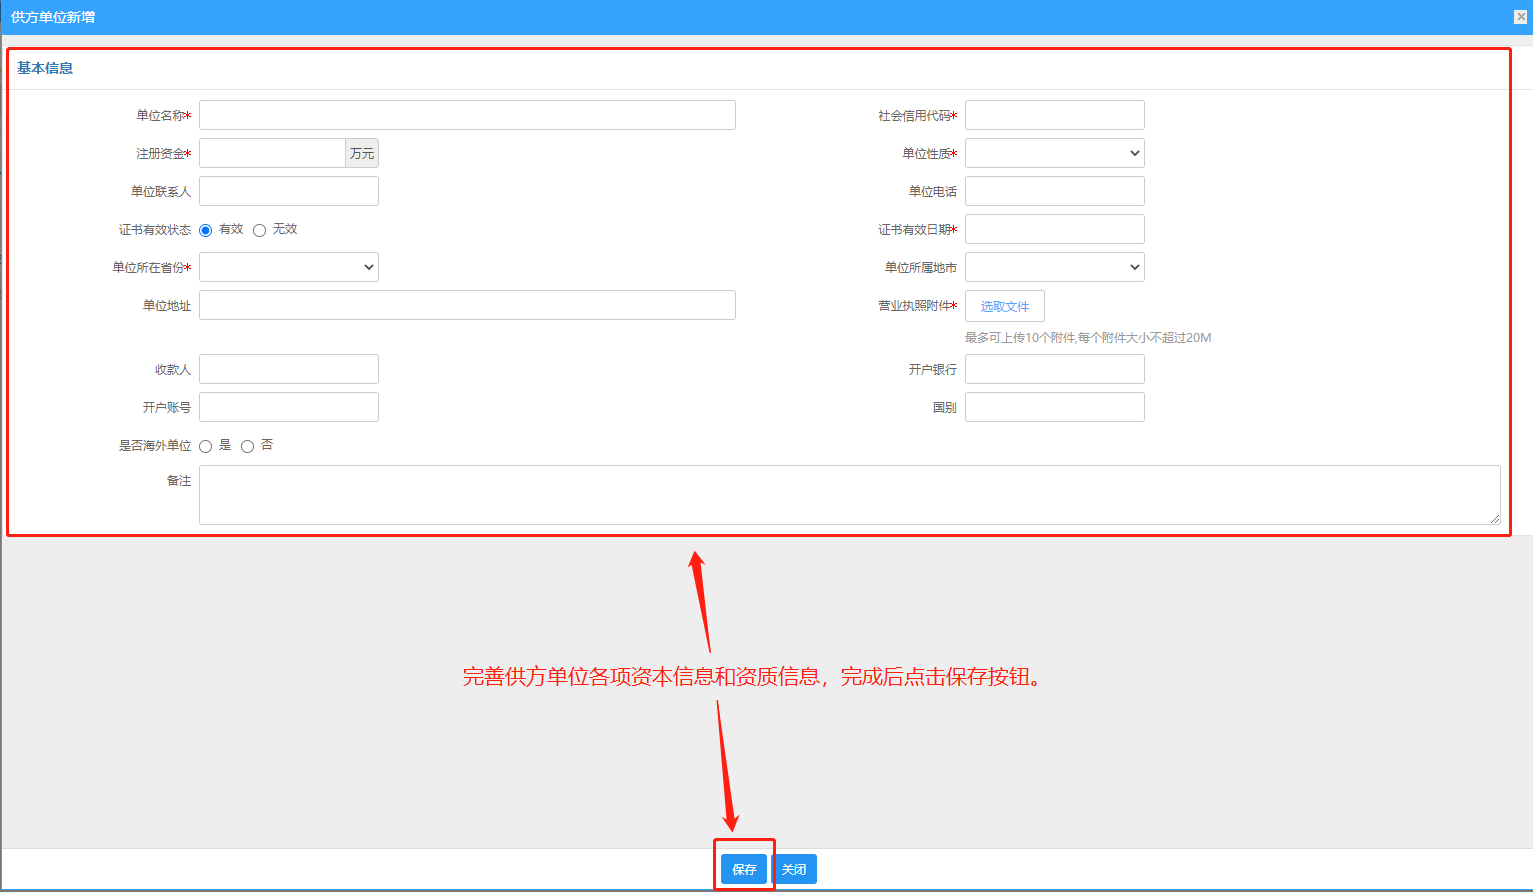 供方单位新增
基本信息
单位名称* 社会信用代码*
注册资金* 万元 单位性质*
单位联系人 单位电话
证书有效状态 有效 无效 证书有效日期*
单位所在省份* 单位所属地市
单位地址 营业执照附件* 选取文件
最多可上传10个附件,每个附件大小不超过20M
收款人 开户银行
开户账号 国别
是否海外单位 是 否
备注
完善供方单位各项资本信息和资质信息，完成后点击保存按钮。
保存 关闭